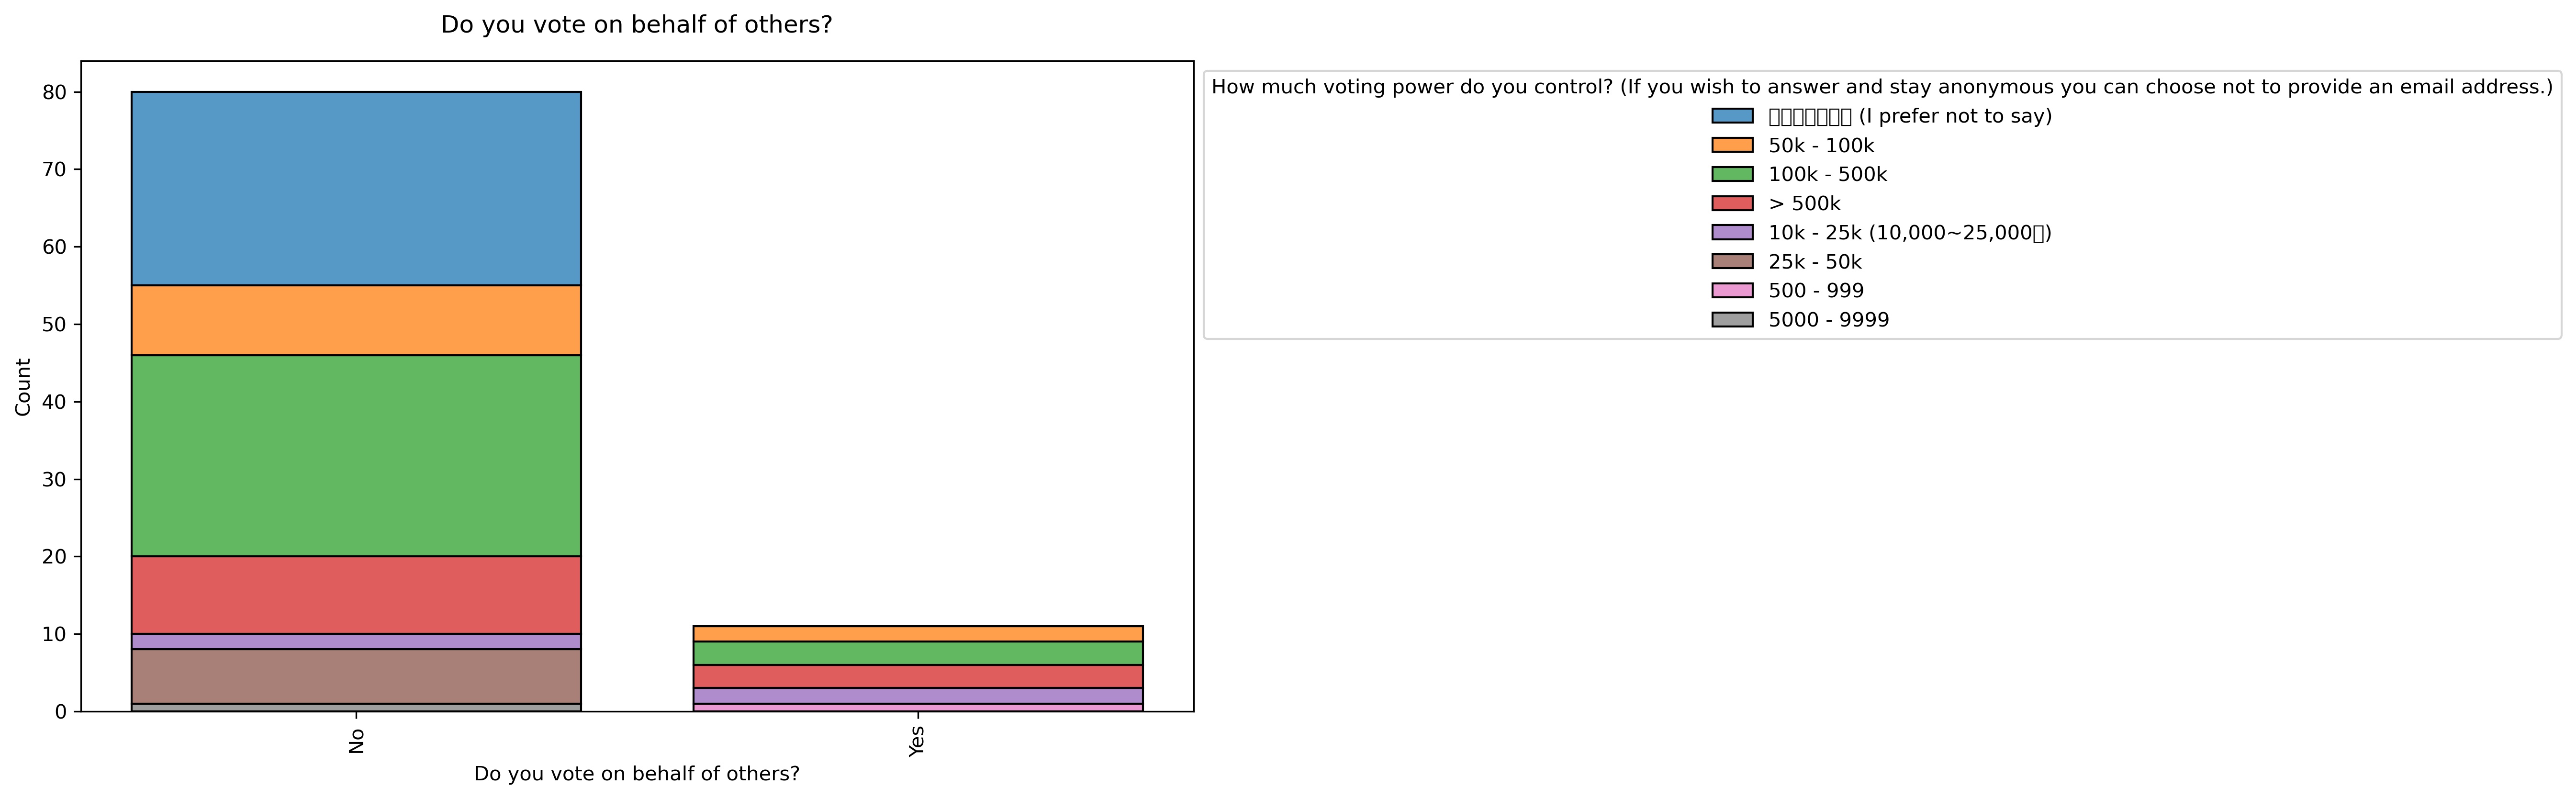 Do you vote on behalf of others?
How much voting power do you control? (If you wish to answer and stay anonymous you can choose not to provide an email address.)
(I prefer not to say)
50k - 100k
100k - 500k
> 500k
10k - 25k (10,000~25,000)
25k - 50k
500 - 999
5000 - 9999
Count
80
70
60
50
40
30
20
10
0
No
Yes
Do you vote on behalf of others?